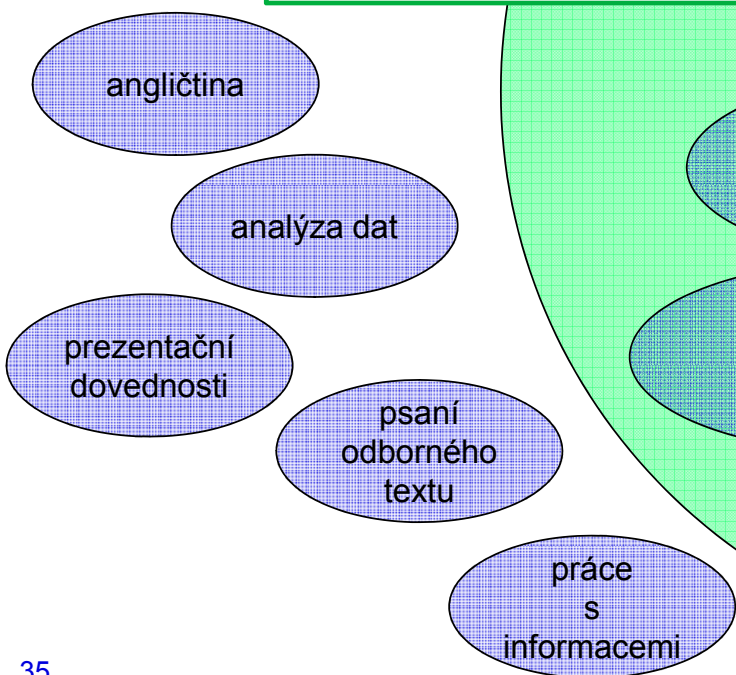 angličtina
analýza dat
prezentační
dovednosti
psaní
odborného
textu
práce
s
informacemi
35